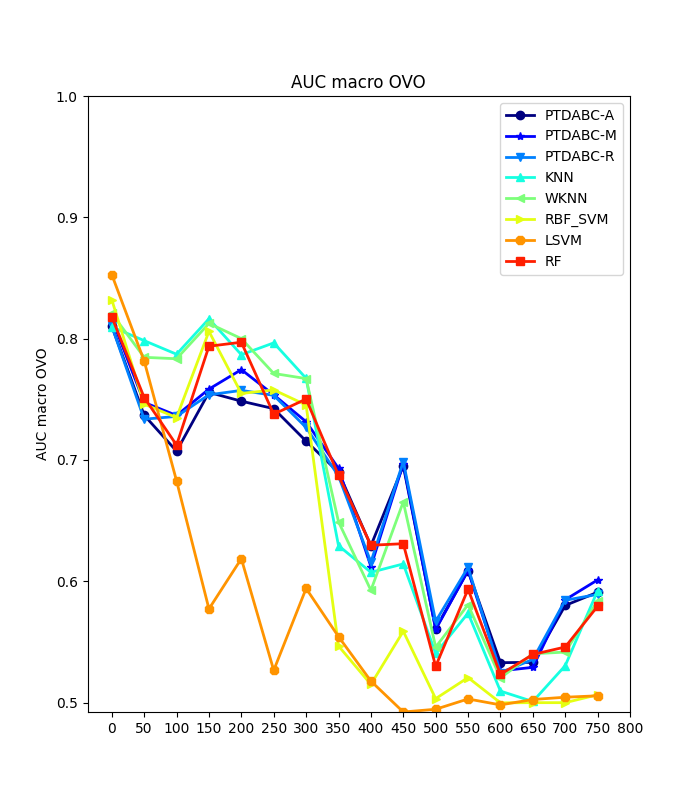 AUC macro OVO
1.0
0.9
0.8
0.7
0.6
0.5
AUC macro OVO
PTDABC-A
PTDABC-M
PTDABC-R
KNN
WKNN
RBF_SVM
LSVM
RF
0 50 100 150 200 250 300 350 400 450 500 550 600 650 700 750 800